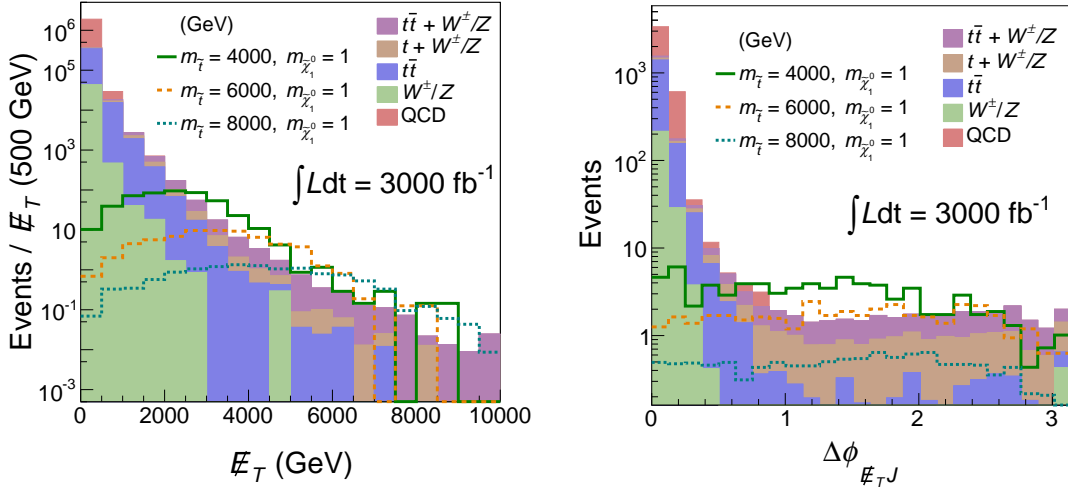 (GeV)
m_t̃ = 4000, m_χ̃₁⁰ = 1
m_t̃ = 6000, m_χ̃₁⁰ = 1
m_t̃ = 8000, m_χ̃₁⁰ = 1
tt̄ + W±/Z
t + W±/Z
tt̄
W±/Z
QCD
∫Ldt = 3000 fb⁻¹
Events / E̸_T (500 GeV)
10⁶
10⁵
10³
10²
10
10⁻¹
10⁻³
0 2000 4000 6000 8000 10000
E̸_T (GeV)
(GeV)
m_t̃ = 4000, m_χ̃₁⁰ = 1
m_t̃ = 6000, m_χ̃₁⁰ = 1
m_t̃ = 8000, m_χ̃₁⁰ = 1
tt̄ + W±/Z
t + W±/Z
tt̄
W±/Z
QCD
∫Ldt = 3000 fb⁻¹
Events
10³
10²
10
1
0 1 2 3
Δϕ_E̸_T J